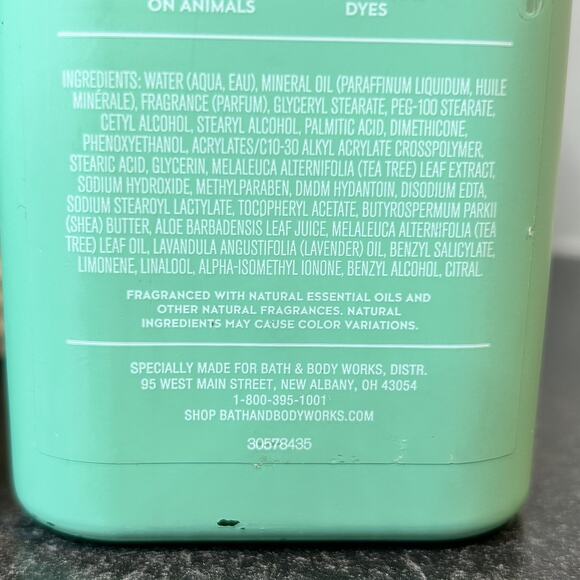 ON ANIMALS
DYES
INGREDIENTS: WATER (AQUA, EAU), MINERAL OIL (PARAFFINUM LIQUIDUM, HUILE
MINÉRALE), FRAGRANCE (PARFUM), GLYCERYL STEARATE, PEG-100 STEARATE,
CETYL ALCOHOL, STEARYL ALCOHOL, PALMITIC ACID, DIMETHICONE,
PHENOXYETHANOL, ACRYLATES/C10-30 ALKYL ACRYLATE CROSSPOLYMER,
STEARIC ACID, GLYCERIN, MELALEUCA ALTERNIFOLIA (TEA TREE) LEAF EXTRACT,
SODIUM HYDROXIDE, METHYLPARABEN, DMDM HYDANTOIN, DISODIUM EDTA,
SODIUM STEAROYL LACTYLATE, TOCOPHERYL ACETATE, BUTYROSPERMUM PARKII
(SHEA) BUTTER, ALOE BARBADENSIS LEAF JUICE, MELALEUCA ALTERNIFOLIA (TEA
TREE) LEAF OIL, LAVANDULA ANGUSTIFOLIA (LAVENDER) OIL, BENZYL SALICYLATE,
LIMONENE, LINALOOL, ALPHA-ISOMETHYL IONONE, BENZYL ALCOHOL, CITRAL.
FRAGRANCED WITH NATURAL ESSENTIAL OILS AND
OTHER NATURAL FRAGRANCES. NATURAL
INGREDIENTS MAY CAUSE COLOR VARIATIONS.
SPECIALLY MADE FOR BATH & BODY WORKS, DISTR.
95 WEST MAIN STREET, NEW ALBANY, OH 43054
1-800-395-1001
SHOP BATHANDBODYWORKS.COM
30578435